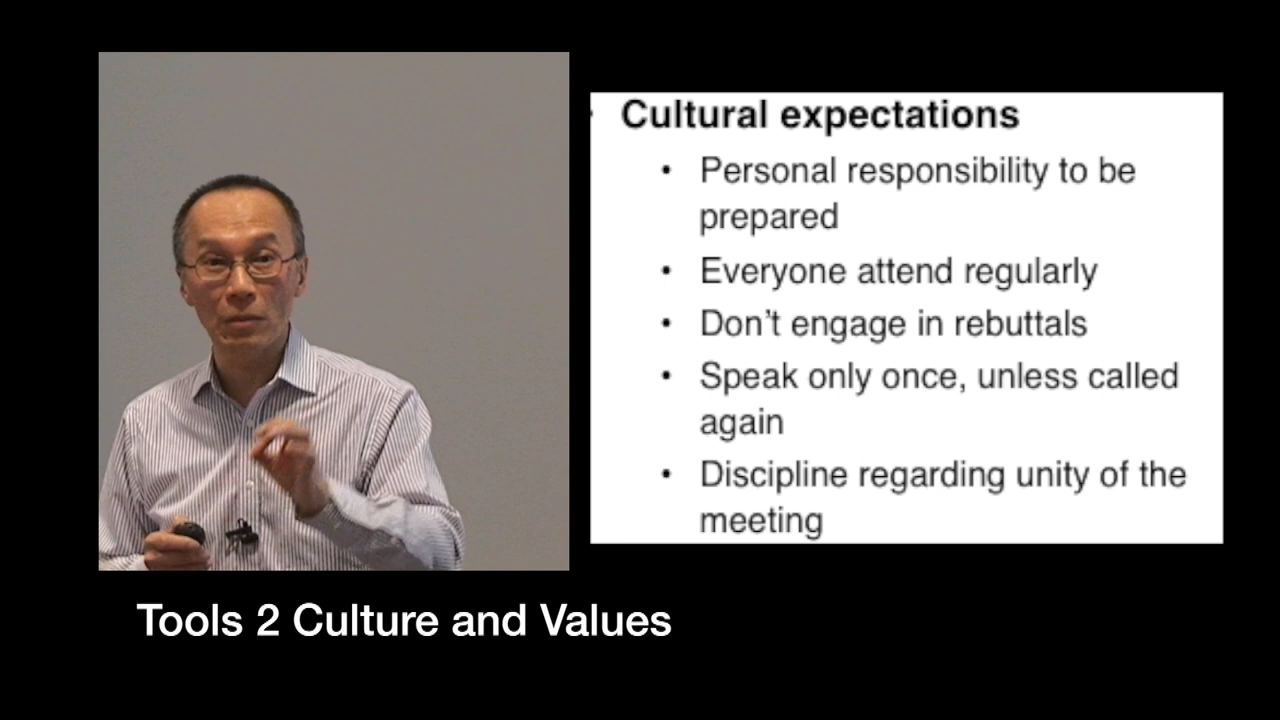 • Cultural expectations
• Personal responsibility to be
prepared
• Everyone attend regularly
• Don't engage in rebuttals
• Speak only once, unless called
again
• Discipline regarding unity of the
meeting
Tools 2 Culture and Values